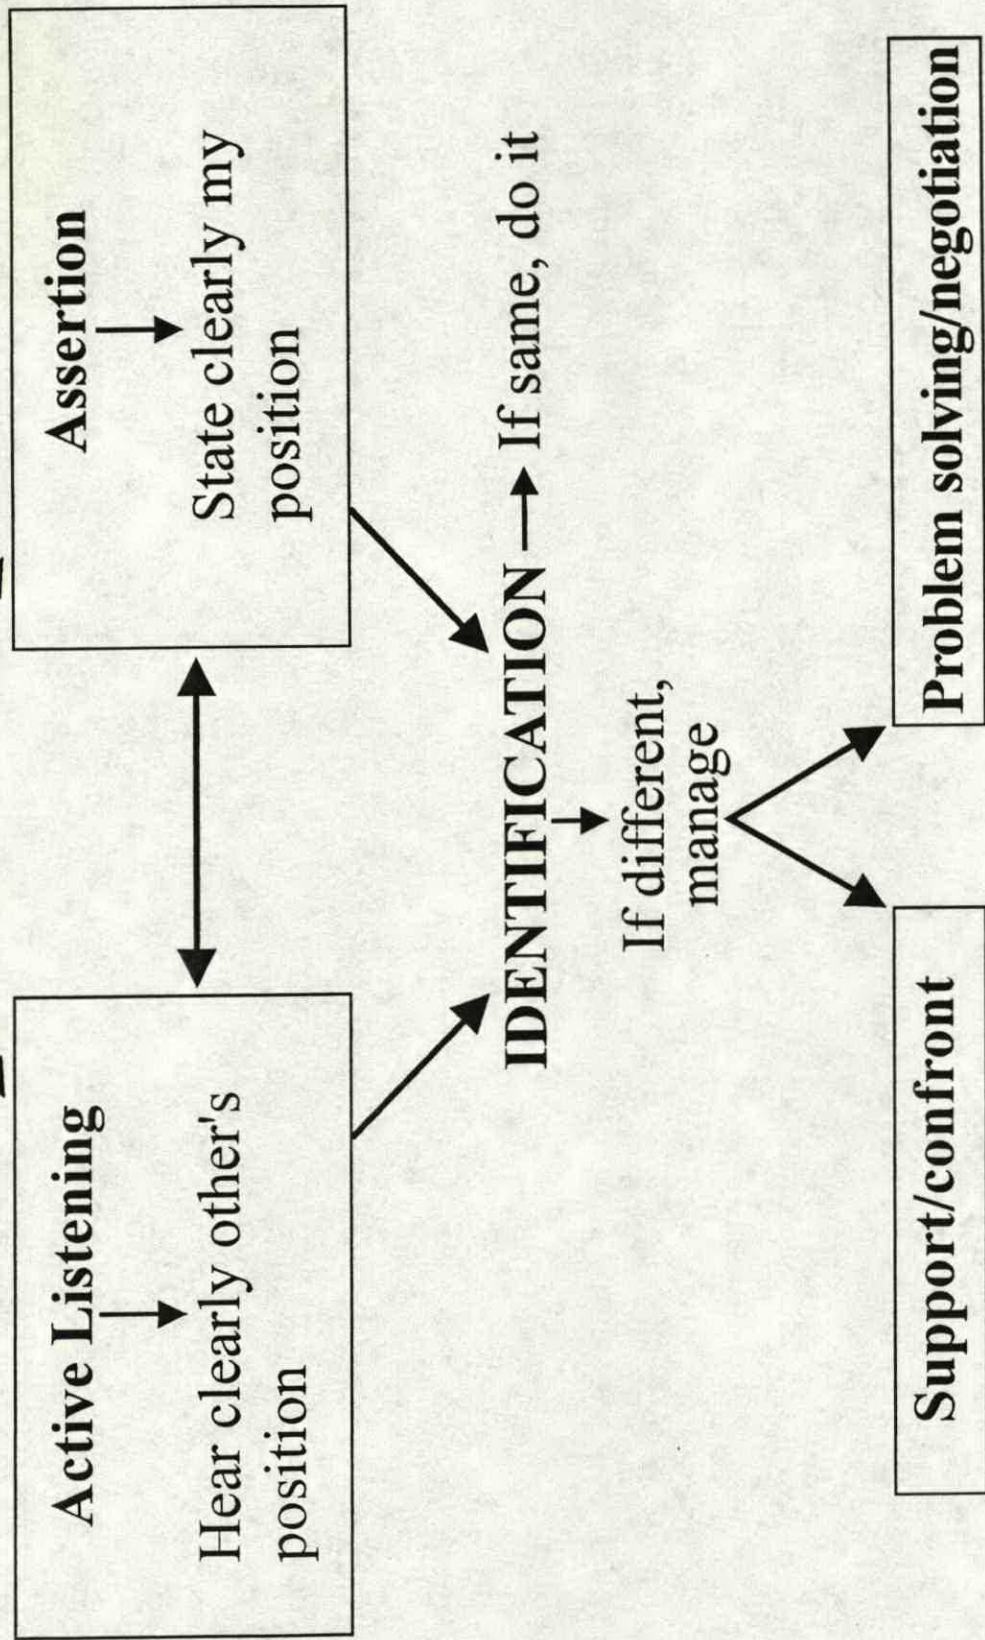 Active Listening
Hear clearly other's
position
Assertion
State clearly my
position
IDENTIFICATION
If same, do it
If different,
manage
Support/confront
Problem solving/negotiation